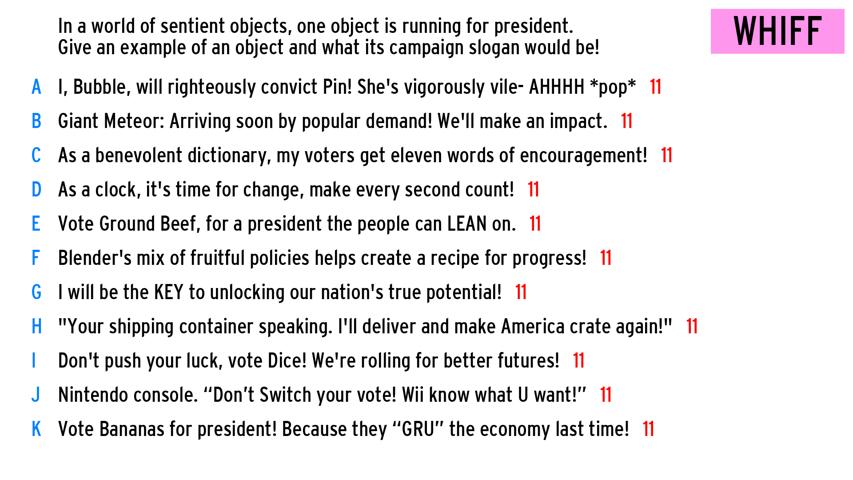 In a world of sentient objects, one object is running for president.
Give an example of an object and what its campaign slogan would be!
WHIFF
A I, Bubble, will righteously convict Pin! She's vigorously vile- AHHHH *pop* 11
B Giant Meteor: Arriving soon by popular demand! We'll make an impact. 11
C As a benevolent dictionary, my voters get eleven words of encouragement! 11
D As a clock, it's time for change, make every second count! 11
E Vote Ground Beef, for a president the people can LEAN on. 11
F Blender's mix of fruitful policies helps create a recipe for progress! 11
G I will be the KEY to unlocking our nation's true potential! 11
H "Your shipping container speaking. I'll deliver and make America crate again!" 11
I Don't push your luck, vote Dice! We're rolling for better futures! 11
J Nintendo console. “Don’t Switch your vote! Wii know what U want!” 11
K Vote Bananas for president! Because they “GRU” the economy last time! 11